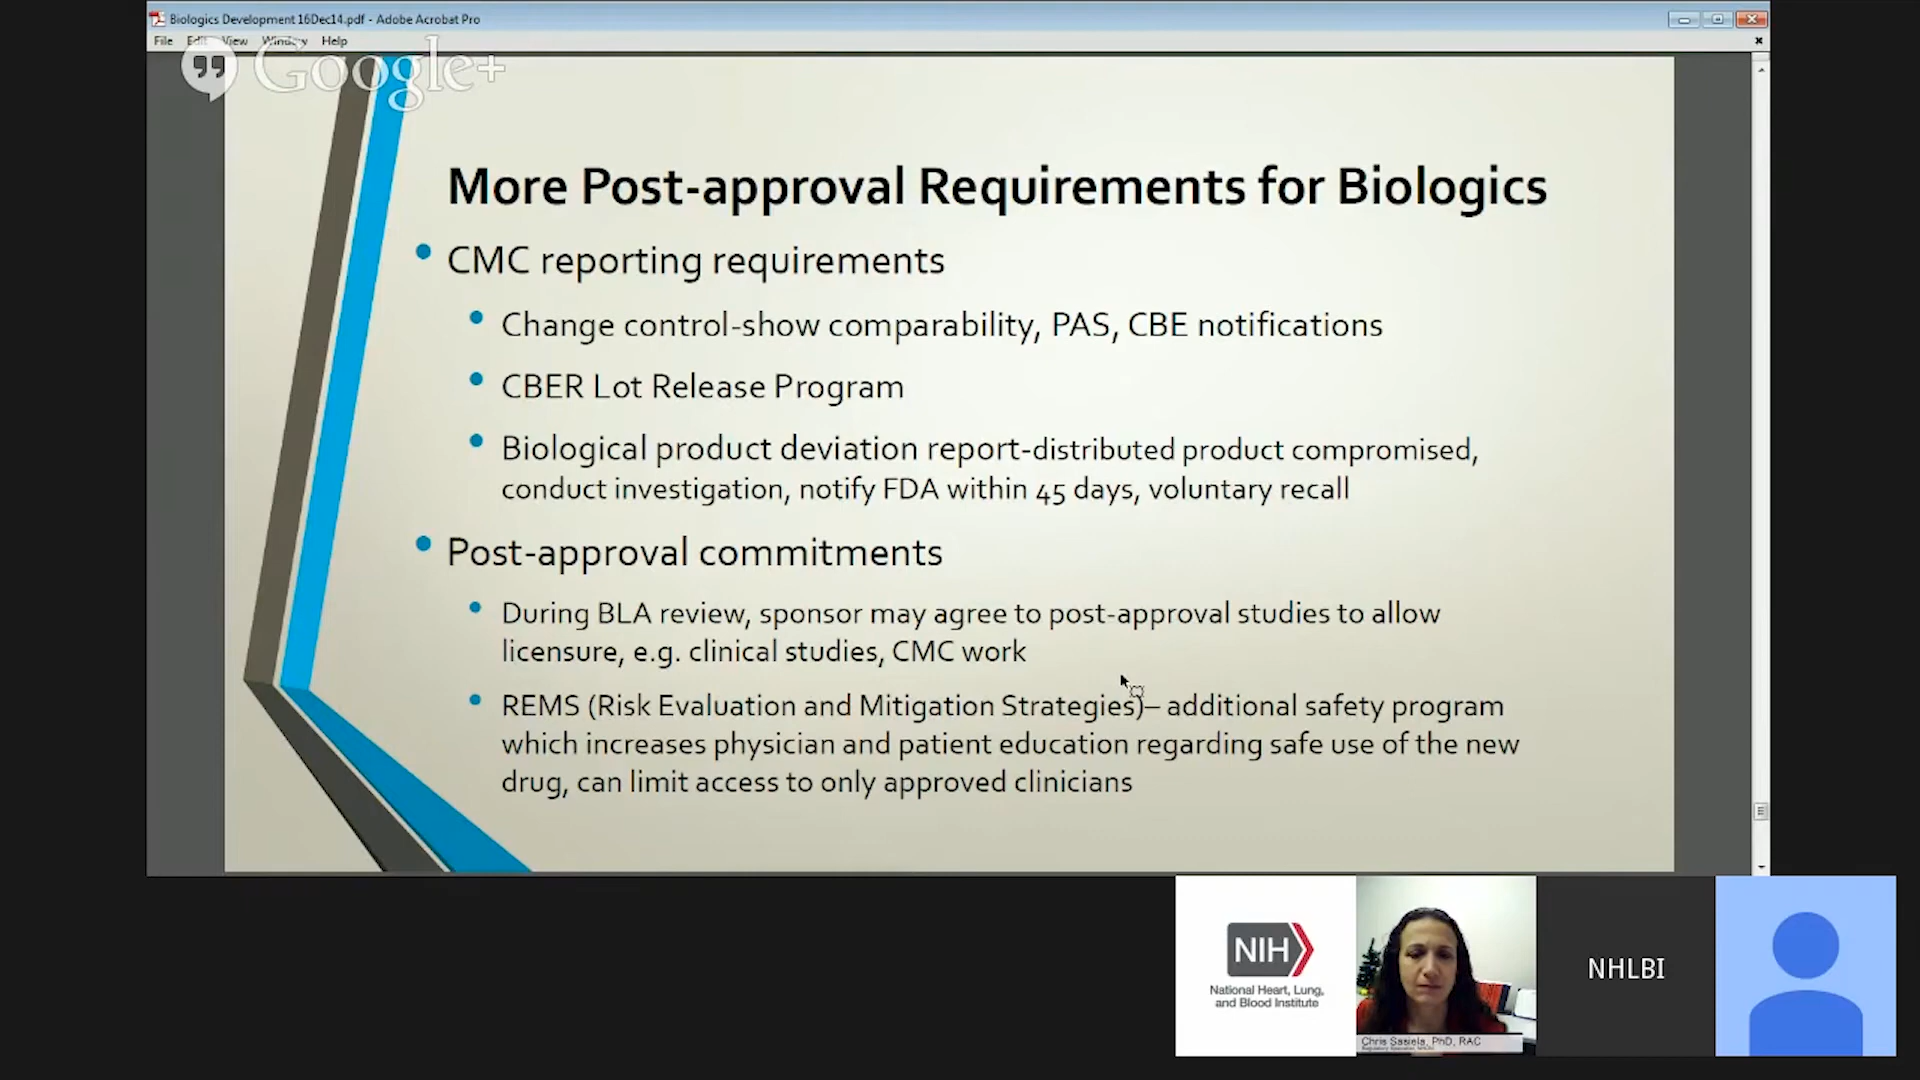 Biologics Development 16Dec14.pdf - Adobe Acrobat Pro
File Edit View Window Help
Google+
More Post-approval Requirements for Biologics
CMC reporting requirements
Change control-show comparability, PAS, CBE notifications
CBER Lot Release Program
Biological product deviation report-distributed product compromised,
conduct investigation, notify FDA within 45 days, voluntary recall
Post-approval commitments
During BLA review, sponsor may agree to post-approval studies to allow
licensure, e.g. clinical studies, CMC work
REMS (Risk Evaluation and Mitigation Strategies)– additional safety program
which increases physician and patient education regarding safe use of the new
drug, can limit access to only approved clinicians
NIH
National Heart, Lung,
and Blood Institute
Chris Sasiela, PhD, RAC
NHLBI